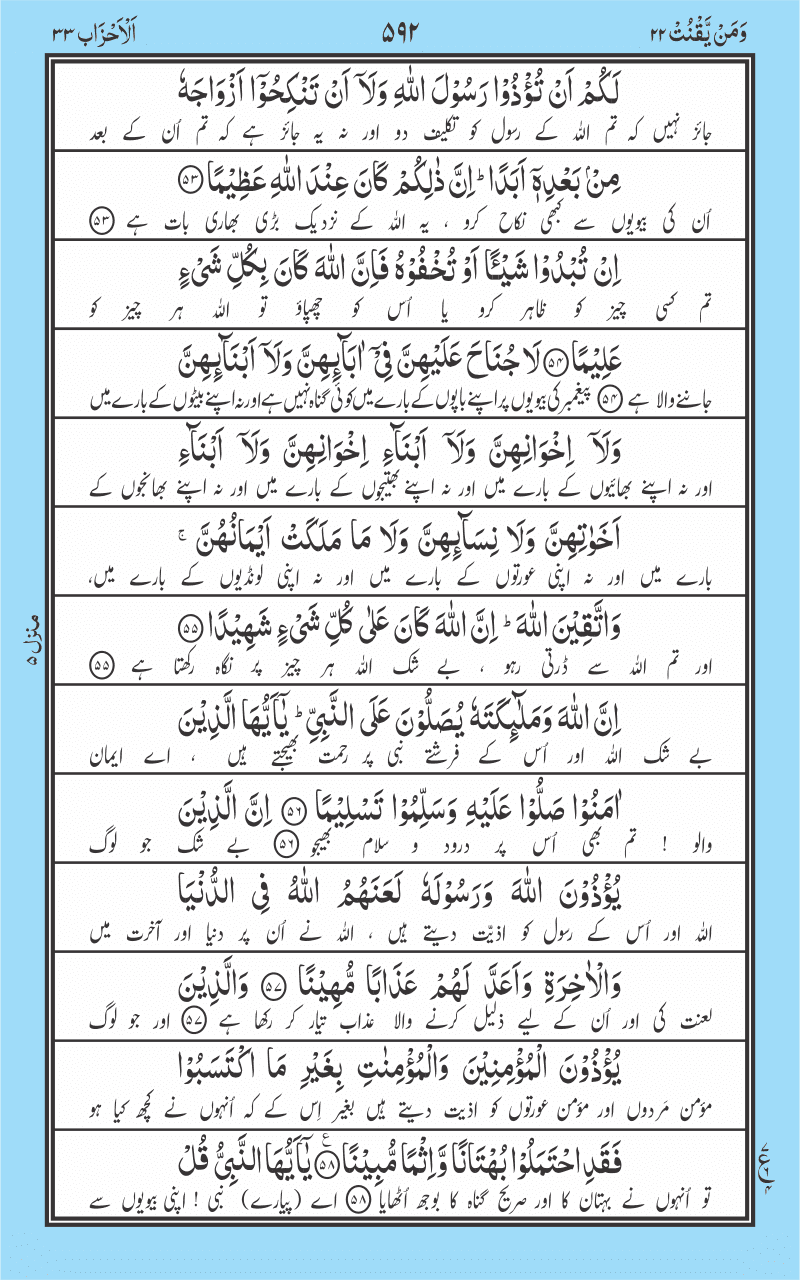 وَمَنْ يَّقْنُتْ ۲۲ ۵۹۲ اَلْاَحْزَاب ۳۳
لَكُمْ اَنْ تُؤْذُوْا رَسُوْلَ اللّٰهِ وَلَاۤ اَنْ تَنْكِحُوْۤا اَزْوَاجَهٗ
جائز نہیں کہ تم اللہ کے رسول کو تکلیف دو اور نہ یہ جائز ہے کہ تم اُن کے بعد
مِنْۢ بَعْدِهٖۤ اَبَدًا ؕ اِنَّ ذٰلِكُمْ كَانَ عِنْدَ اللّٰهِ عَظِيْمًا ۵۳
اُن کی بیویوں سے کبھی نکاح کرو ، یہ اللہ کے نزدیک بڑی بھاری بات ہے ۵۳
اِنْ تُبْدُوْا شَيْـًٔا اَوْ تُخْفُوْهُ فَاِنَّ اللّٰهَ كَانَ بِكُلِّ شَیْءٍ
تم کسی چیز کو ظاہر کرو یا اُس کو چھپاؤ تو اللہ ہر چیز کو
عَلِيْمًا ۵۴ لَا جُنَاحَ عَلَيْهِنَّ فِیْۤ اٰبَآىِٕهِنَّ وَلَاۤ اَبْنَآىِٕهِنَّ
جاننے والا ہے ۵۴ پیغمبر کی بیویوں پر اپنے باپوں کے بارے میں کوئی گناہ نہیں ہے اور نہ اپنے بیٹوں کے بارے میں
وَلَاۤ اِخْوَانِهِنَّ وَلَاۤ اَبْنَآءِ اِخْوَانِهِنَّ وَلَاۤ اَبْنَآءِ
اور نہ اپنے بھائیوں کے بارے میں اور نہ اپنے بھتیجوں کے بارے میں اور نہ اپنے بھانجوں کے
اَخَوٰتِهِنَّ وَلَا نِسَآىِٕهِنَّ وَلَا مَا مَلَكَتْ اَيْمَانُهُنَّ ۚ
بارے میں اور نہ اپنی عورتوں کے بارے میں اور نہ اپنی لونڈیوں کے بارے میں،
وَاتَّقِيْنَ اللّٰهَ ؕ اِنَّ اللّٰهَ كَانَ عَلٰى كُلِّ شَیْءٍ شَهِيْدًا ۵۵
اور تم اللہ سے ڈرتی رہو ، بے شک اللہ ہر چیز پر نگاہ رکھتا ہے ۵۵
منزل ۵
اِنَّ اللّٰهَ وَمَلٰٓىِٕكَتَهٗ يُصَلُّوْنَ عَلَى النَّبِیِّ ؕ يٰۤاَيُّهَا الَّذِيْنَ
بے شک اللہ اور اُس کے فرشتے نبی پر رحمت بھیجتے ہیں ، اے ایمان
اٰمَنُوْا صَلُّوْا عَلَيْهِ وَسَلِّمُوْا تَسْلِيْمًا ۵۶ اِنَّ الَّذِيْنَ
والو ! تم بھی اُس پر درود و سلام بھیجو ۵۶ بے شک جو لوگ
يُؤْذُوْنَ اللّٰهَ وَرَسُوْلَهٗ لَعَنَهُمُ اللّٰهُ فِی الدُّنْيَا
اللہ اور اُس کے رسول کو اذیّت دیتے ہیں ، اللہ نے اُن پر دنیا اور آخرت میں
وَالْاٰخِرَةِ وَاَعَدَّ لَهُمْ عَذَابًا مُّهِيْنًا ۵۷ وَالَّذِيْنَ
لعنت کی اور اُن کے لیے ذلیل کرنے والا عذاب تیار کر رکھا ہے ۵۷ اور جو لوگ
يُؤْذُوْنَ الْمُؤْمِنِيْنَ وَالْمُؤْمِنٰتِ بِغَيْرِ مَا اكْتَسَبُوْا
مؤمن مَردوں اور مؤمن عورتوں کو اذیت دیتے ہیں بغیر اِس کے کہ اُنہوں نے کچھ کیا ہو
فَقَدِ احْتَمَلُوْا بُهْتَانًا وَّاِثْمًا مُّبِيْنًا ۵۸ ع يٰۤاَيُّهَا النَّبِیُّ قُلْ
ع ۷ ۶ ۴
تو اُنہوں نے بہتان کا اور صریح گناہ کا بوجھ اُٹھایا ۵۸ اے (پیارے) نبی ! اپنی بیویوں سے